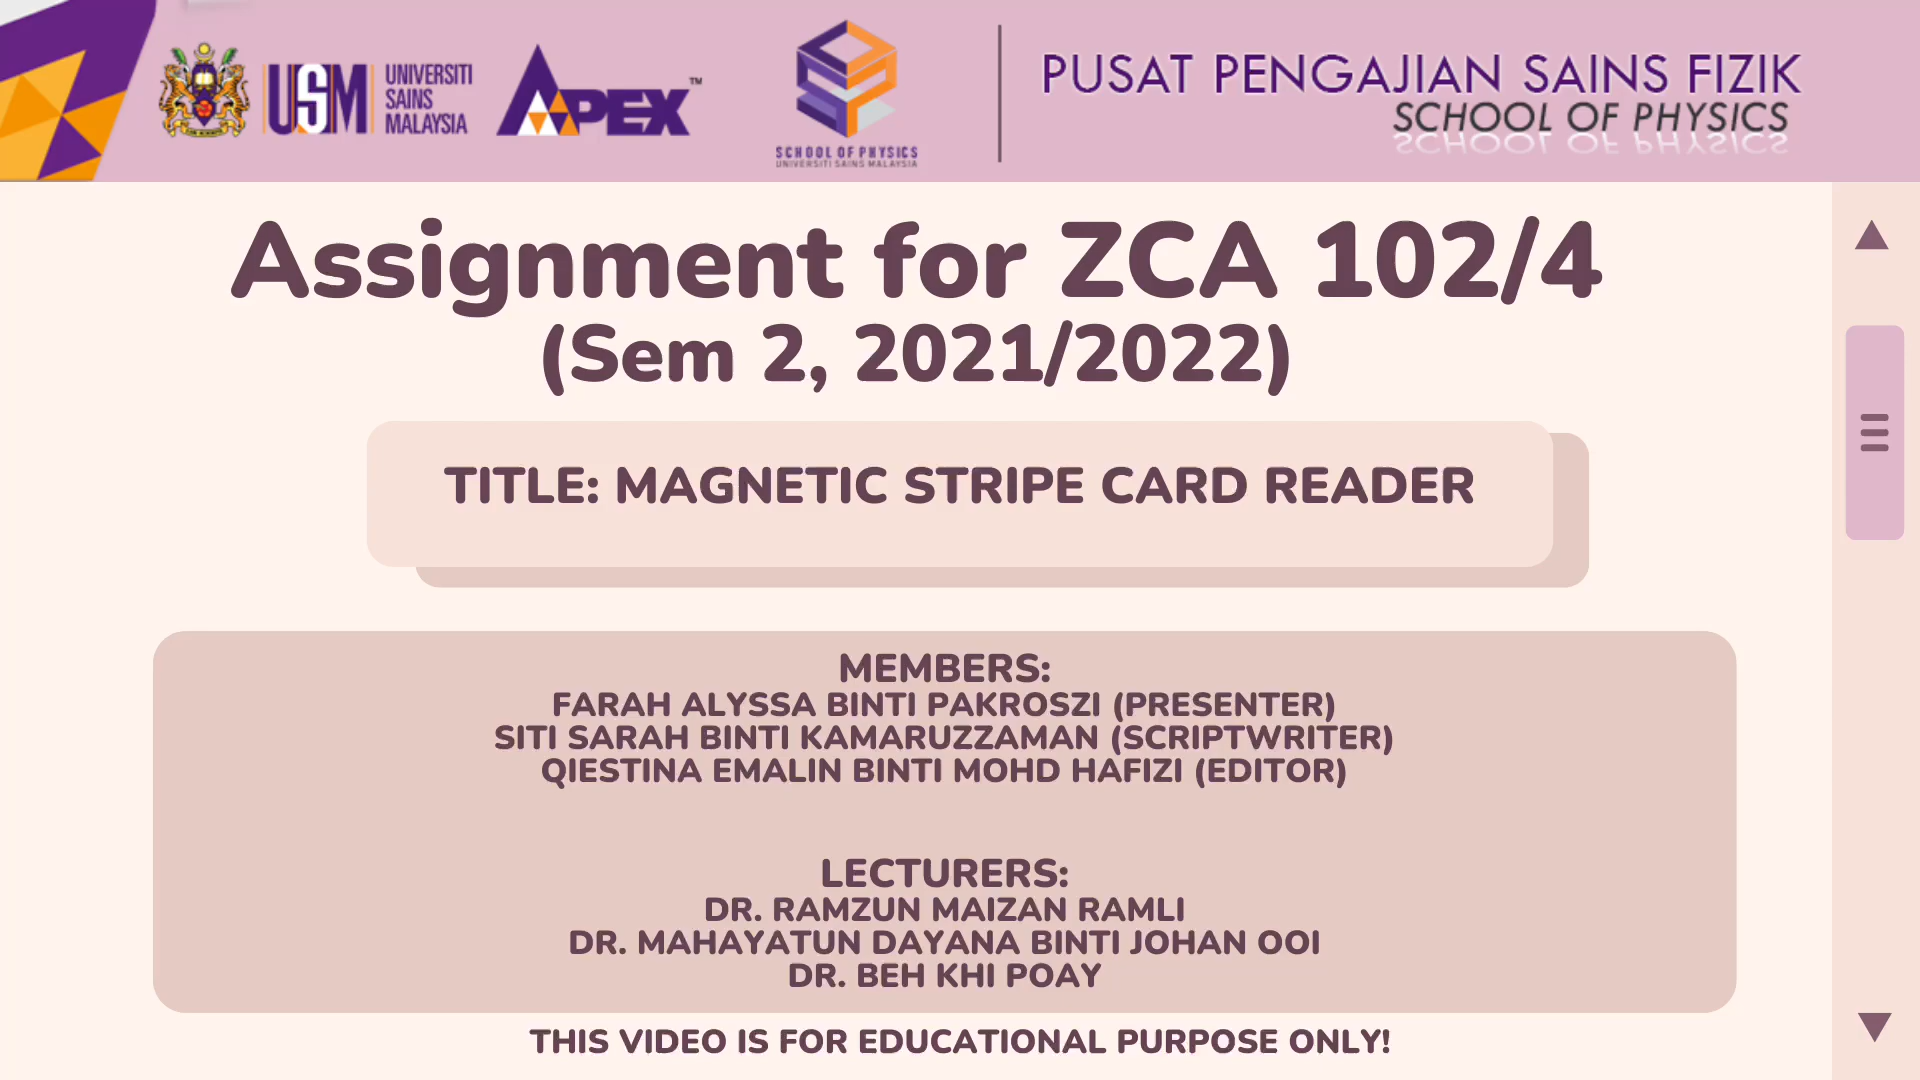 USM
UNIVERSITI
SAINS
MALAYSIA
APEX™
SCHOOL OF PHYSICS
UNIVERSITI SAINS MALAYSIA
PUSAT PENGAJIAN SAINS FIZIK
SCHOOL OF PHYSICS
Assignment for ZCA 102/4
(Sem 2, 2021/2022)
TITLE: MAGNETIC STRIPE CARD READER
MEMBERS:
FARAH ALYSSA BINTI PAKROSZI (PRESENTER)
SITI SARAH BINTI KAMARUZZAMAN (SCRIPTWRITER)
QIESTINA EMALIN BINTI MOHD HAFIZI (EDITOR)
LECTURERS:
DR. RAMZUN MAIZAN RAMLI
DR. MAHAYATUN DAYANA BINTI JOHAN OOI
DR. BEH KHI POAY
THIS VIDEO IS FOR EDUCATIONAL PURPOSE ONLY!